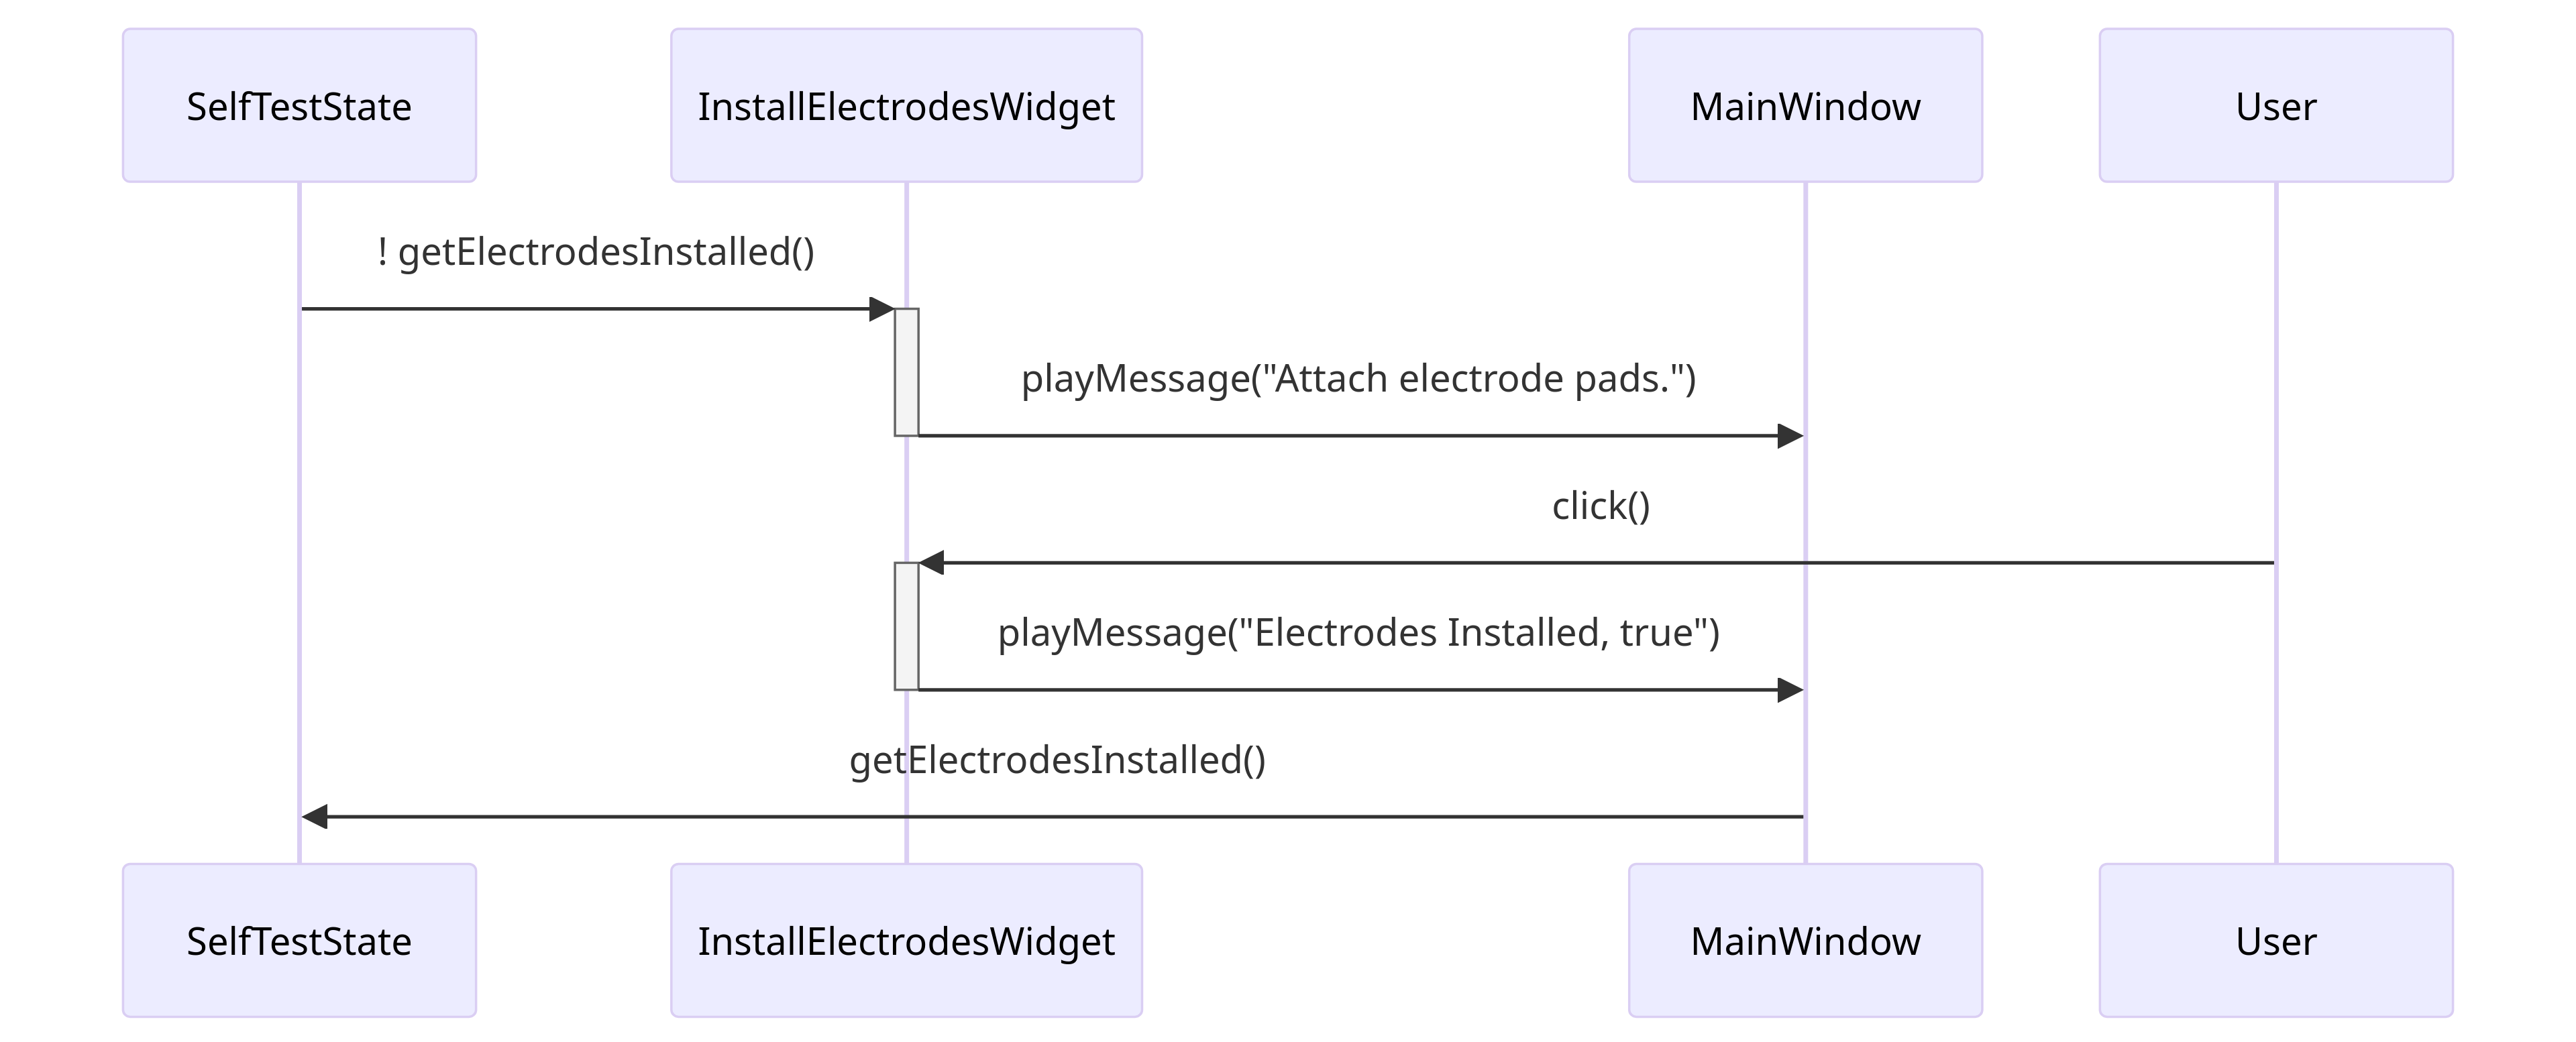 SelfTestState
InstallElectrodesWidget
MainWindow
User
! getElectrodesInstalled()
playMessage("Attach electrode pads.")
click()
playMessage("Electrodes Installed, true")
getElectrodesInstalled()
SelfTestState
InstallElectrodesWidget
MainWindow
User